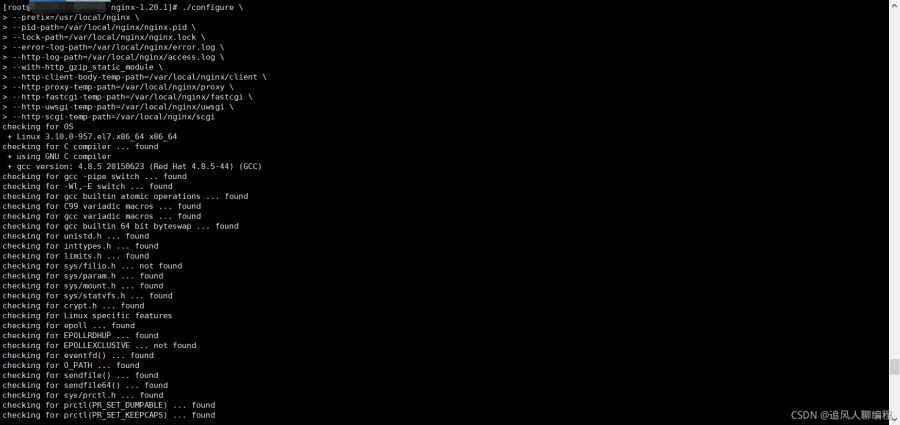 [root@ nginx-1.20.1]# ./configure \
> --prefix=/usr/local/nginx \
> --pid-path=/var/local/nginx/nginx.pid \
> --lock-path=/var/local/nginx/nginx.lock \
> --error-log-path=/var/local/nginx/error.log \
> --http-log-path=/var/local/nginx/access.log \
> --with-http_gzip_static_module \
> --http-client-body-temp-path=/var/local/nginx/client \
> --http-proxy-temp-path=/var/local/nginx/proxy \
> --http-fastcgi-temp-path=/var/local/nginx/fastcgi \
> --http-uwsgi-temp-path=/var/local/nginx/uwsgi \
> --http-scgi-temp-path=/var/local/nginx/scgi
checking for OS
 + Linux 3.10.0-957.el7.x86_64 x86_64
checking for C compiler ... found
 + using GNU C compiler
 + gcc version: 4.8.5 20150623 (Red Hat 4.8.5-44) (GCC)
checking for gcc -pipe switch ... found
checking for -Wl,-E switch ... found
checking for gcc builtin atomic operations ... found
checking for C99 variadic macros ... found
checking for gcc variadic macros ... found
checking for gcc builtin 64 bit byteswap ... found
checking for unistd.h ... found
checking for inttypes.h ... found
checking for limits.h ... found
checking for sys/filio.h ... not found
checking for sys/param.h ... found
checking for sys/mount.h ... found
checking for sys/statvfs.h ... found
checking for crypt.h ... found
checking for Linux specific features
checking for epoll ... found
checking for EPOLLRDHUP ... found
checking for EPOLLEXCLUSIVE ... not found
checking for eventfd() ... found
checking for O_PATH ... found
checking for sendfile() ... found
checking for sendfile64() ... found
checking for sys/prctl.h ... found
checking for prctl(PR_SET_DUMPABLE) ... found
checking for prctl(PR_SET_KEEPCAPS) ... found
CSDN @追风人聊编程